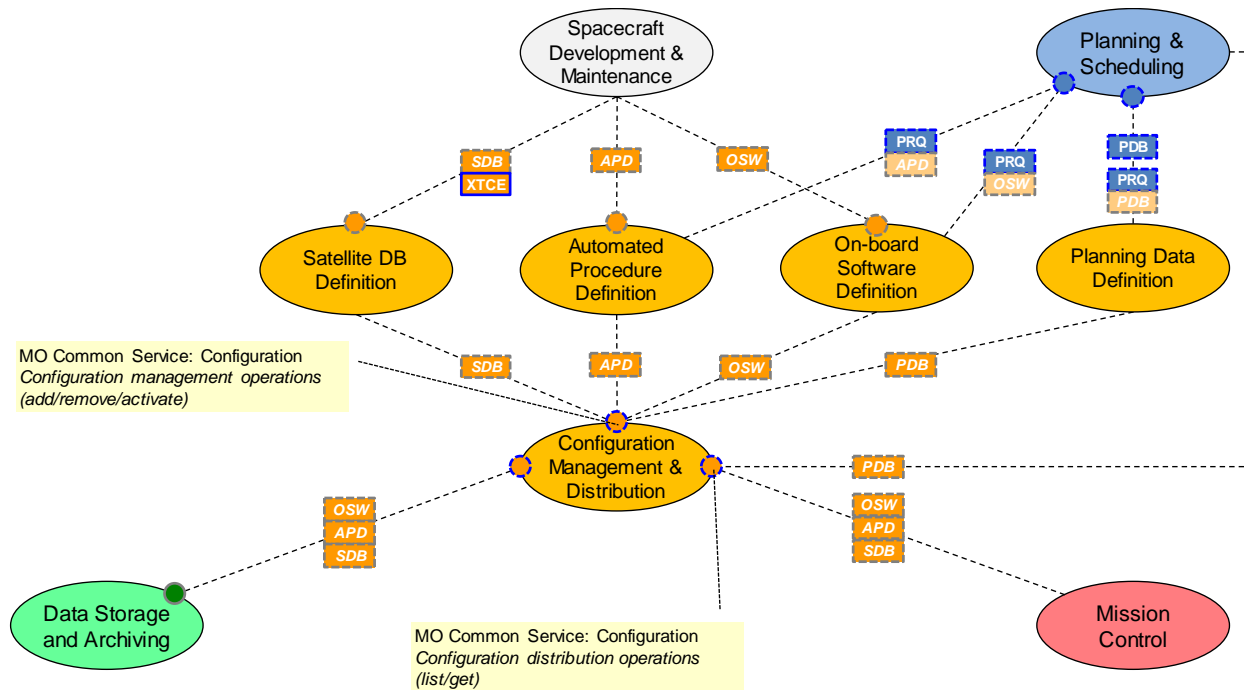 Spacecraft
Development &
Maintenance
Planning &
Scheduling
SDB
XTCE
APD
OSW
PRQ
APD
PRQ
OSW
PDB
PRQ
PDB
Satellite DB
Definition
Automated
Procedure
Definition
On-board
Software
Definition
Planning Data
Definition
MO Common Service: Configuration
Configuration management operations
(add/remove/activate)
SDB
APD
OSW
PDB
Configuration
Management &
Distribution
PDB
OSW
APD
SDB
OSW
APD
SDB
Data Storage
and Archiving
MO Common Service: Configuration
Configuration distribution operations
(list/get)
Mission
Control